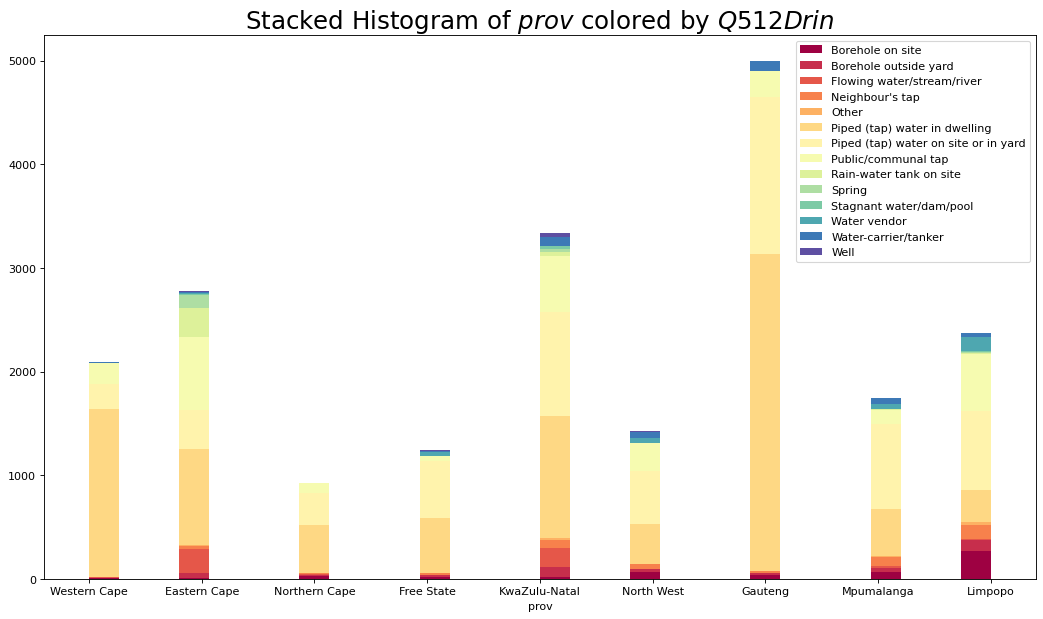 Stacked Histogram of prov colored by Q512Drin
5000
4000
3000
2000
1000
0
Borehole on site
Borehole outside yard
Flowing water/stream/river
Neighbour's tap
Other
Piped (tap) water in dwelling
Piped (tap) water on site or in yard
Public/communal tap
Rain-water tank on site
Spring
Stagnant water/dam/pool
Water vendor
Water-carrier/tanker
Well
Western Cape Eastern Cape Northern Cape Free State KwaZulu-Natal North West Gauteng Mpumalanga Limpopo
prov